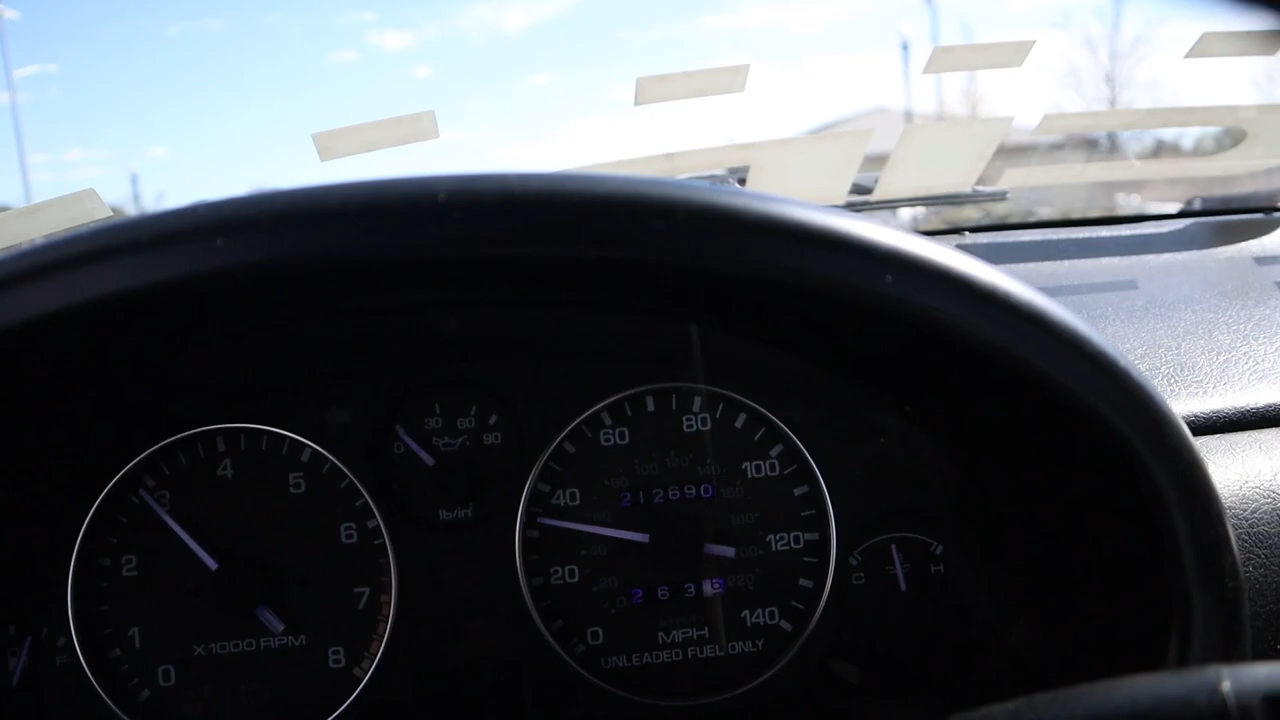 0 1 2 3 4 5 6 7 8
X1000 RPM
0 30 60 90
lb/in²
0 20 40 60 80 100 120 140
212690
2636
MPH
UNLEADED FUEL ONLY
C H
F